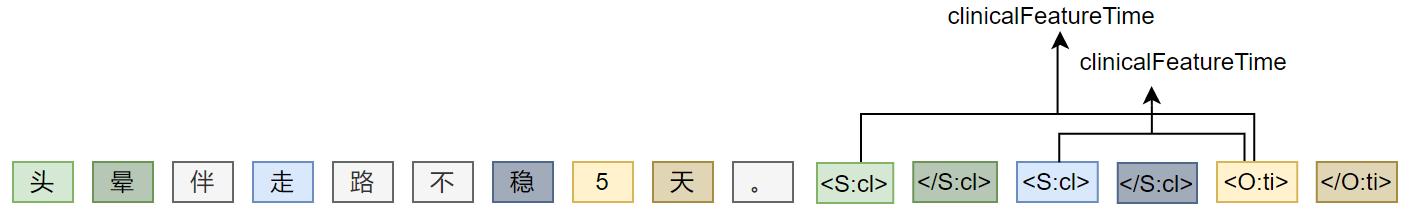 clinicalFeatureTime
clinicalFeatureTime
头 晕 伴 走 路 不 稳 5 天 。 <S:cl> </S:cl> <S:cl> </S:cl> <O:ti> </O:ti>